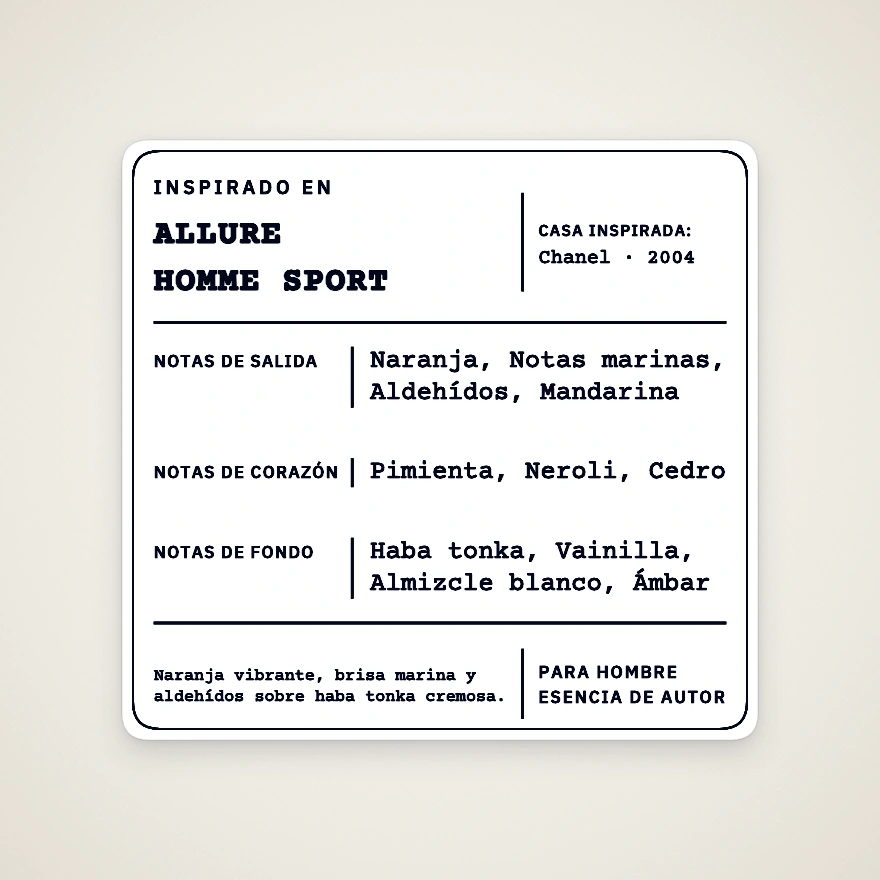 INSPIRADO EN
ALLURE
HOMME SPORT
CASA INSPIRADA:
Chanel · 2004
NOTAS DE SALIDA
Naranja, Notas marinas,
Aldehídos, Mandarina
NOTAS DE CORAZÓN
Pimienta, Neroli, Cedro
NOTAS DE FONDO
Haba tonka, Vainilla,
Almizcle blanco, Ámbar
Naranja vibrante, brisa marina y
aldehídos sobre haba tonka cremosa.
PARA HOMBRE
ESENCIA DE AUTOR